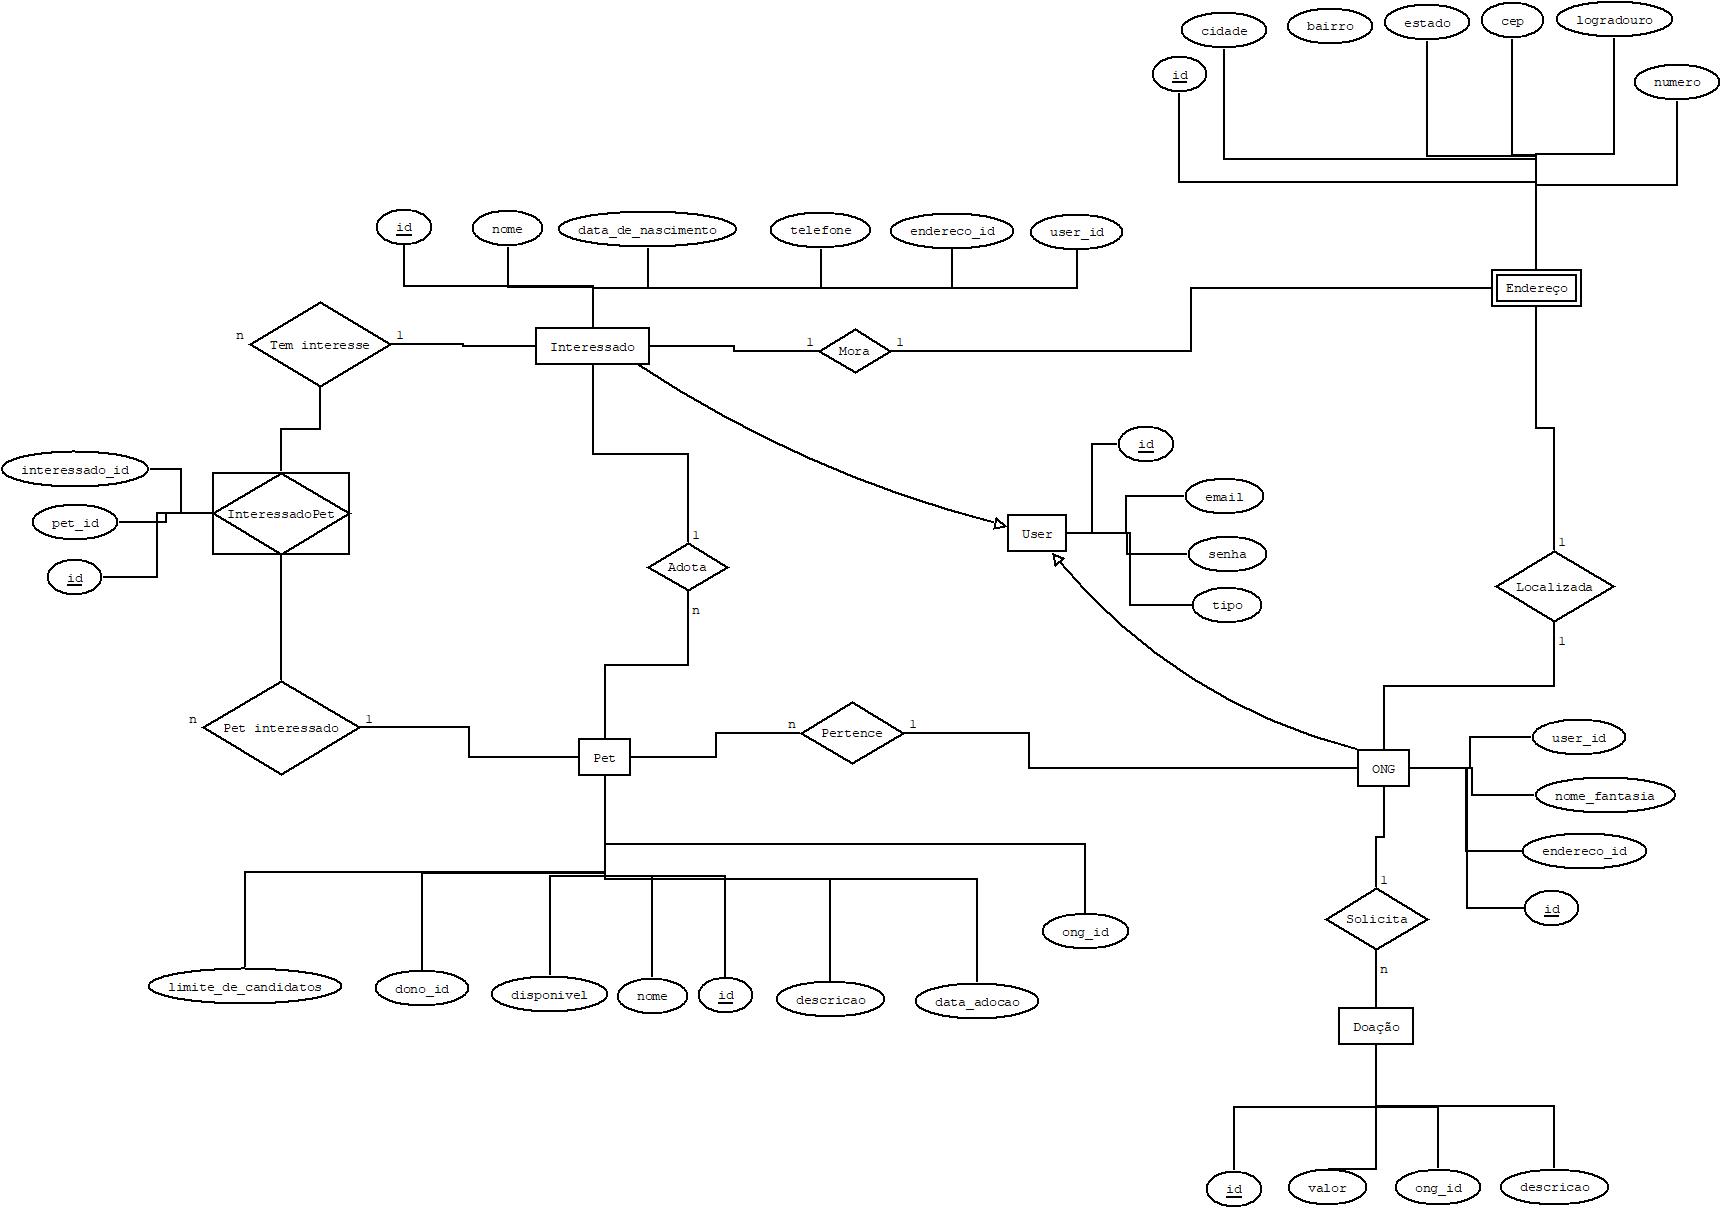 cidade
bairro
estado
cep
logradouro
id
numero
id
nome
data_de_nascimento
telefone
endereco_id
user_id
Endereço
n
Tem interesse
1
Interessado
1
Mora
1
interessado_id
pet_id
id
InteressadoPet
1
Adota
n
User
id
email
senha
tipo
1
Localizada
1
n
Pet interessado
1
Pet
n
Pertence
1
ONG
user_id
nome_fantasia
endereco_id
id
limite_de_candidatos
dono_id
disponivel
nome
id
descricao
data_adocao
ong_id
1
Solicita
n
Doação
id
valor
ong_id
descricao